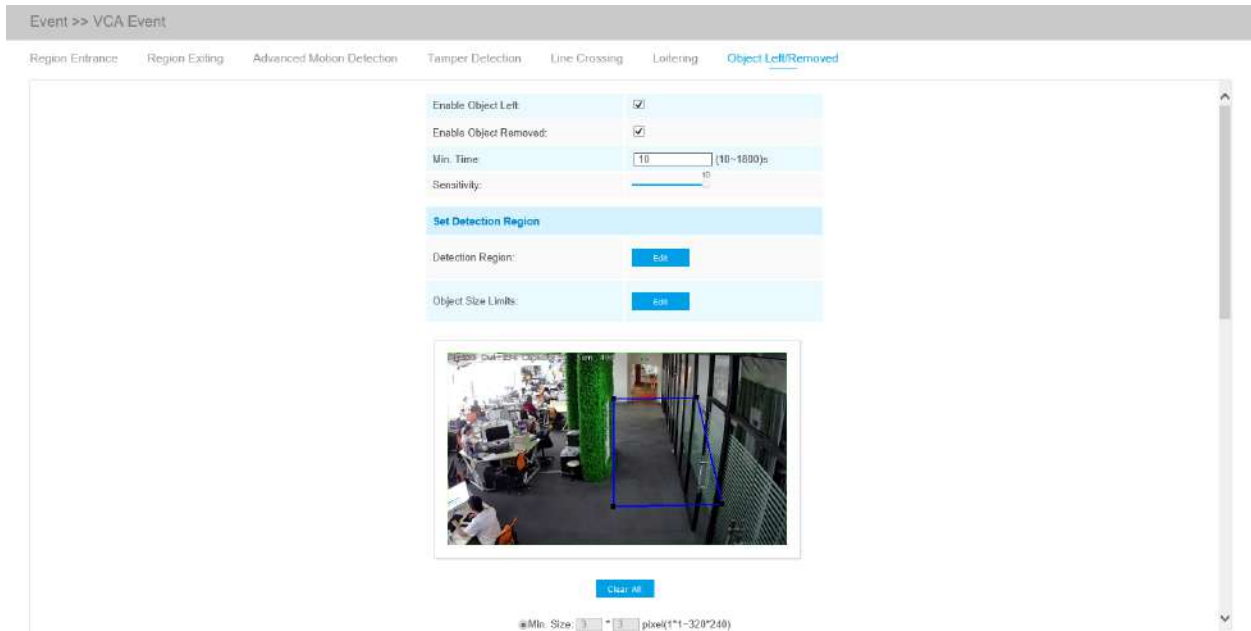 Event >> VCA Event
Region Entrance Region Exiting Advanced Motion Detection Tamper Detection Line Crossing Loitering Object Left/Removed
Enable Object Left:
Enable Object Removed:
Min. Time: 10 (10~1800)s
10
Sensitivity:
Set Detection Region
Detection Region: Edit
Object Size Limits: Edit
Clear All
Min. Size: 3 * 3 pixel(1*1~320*240)